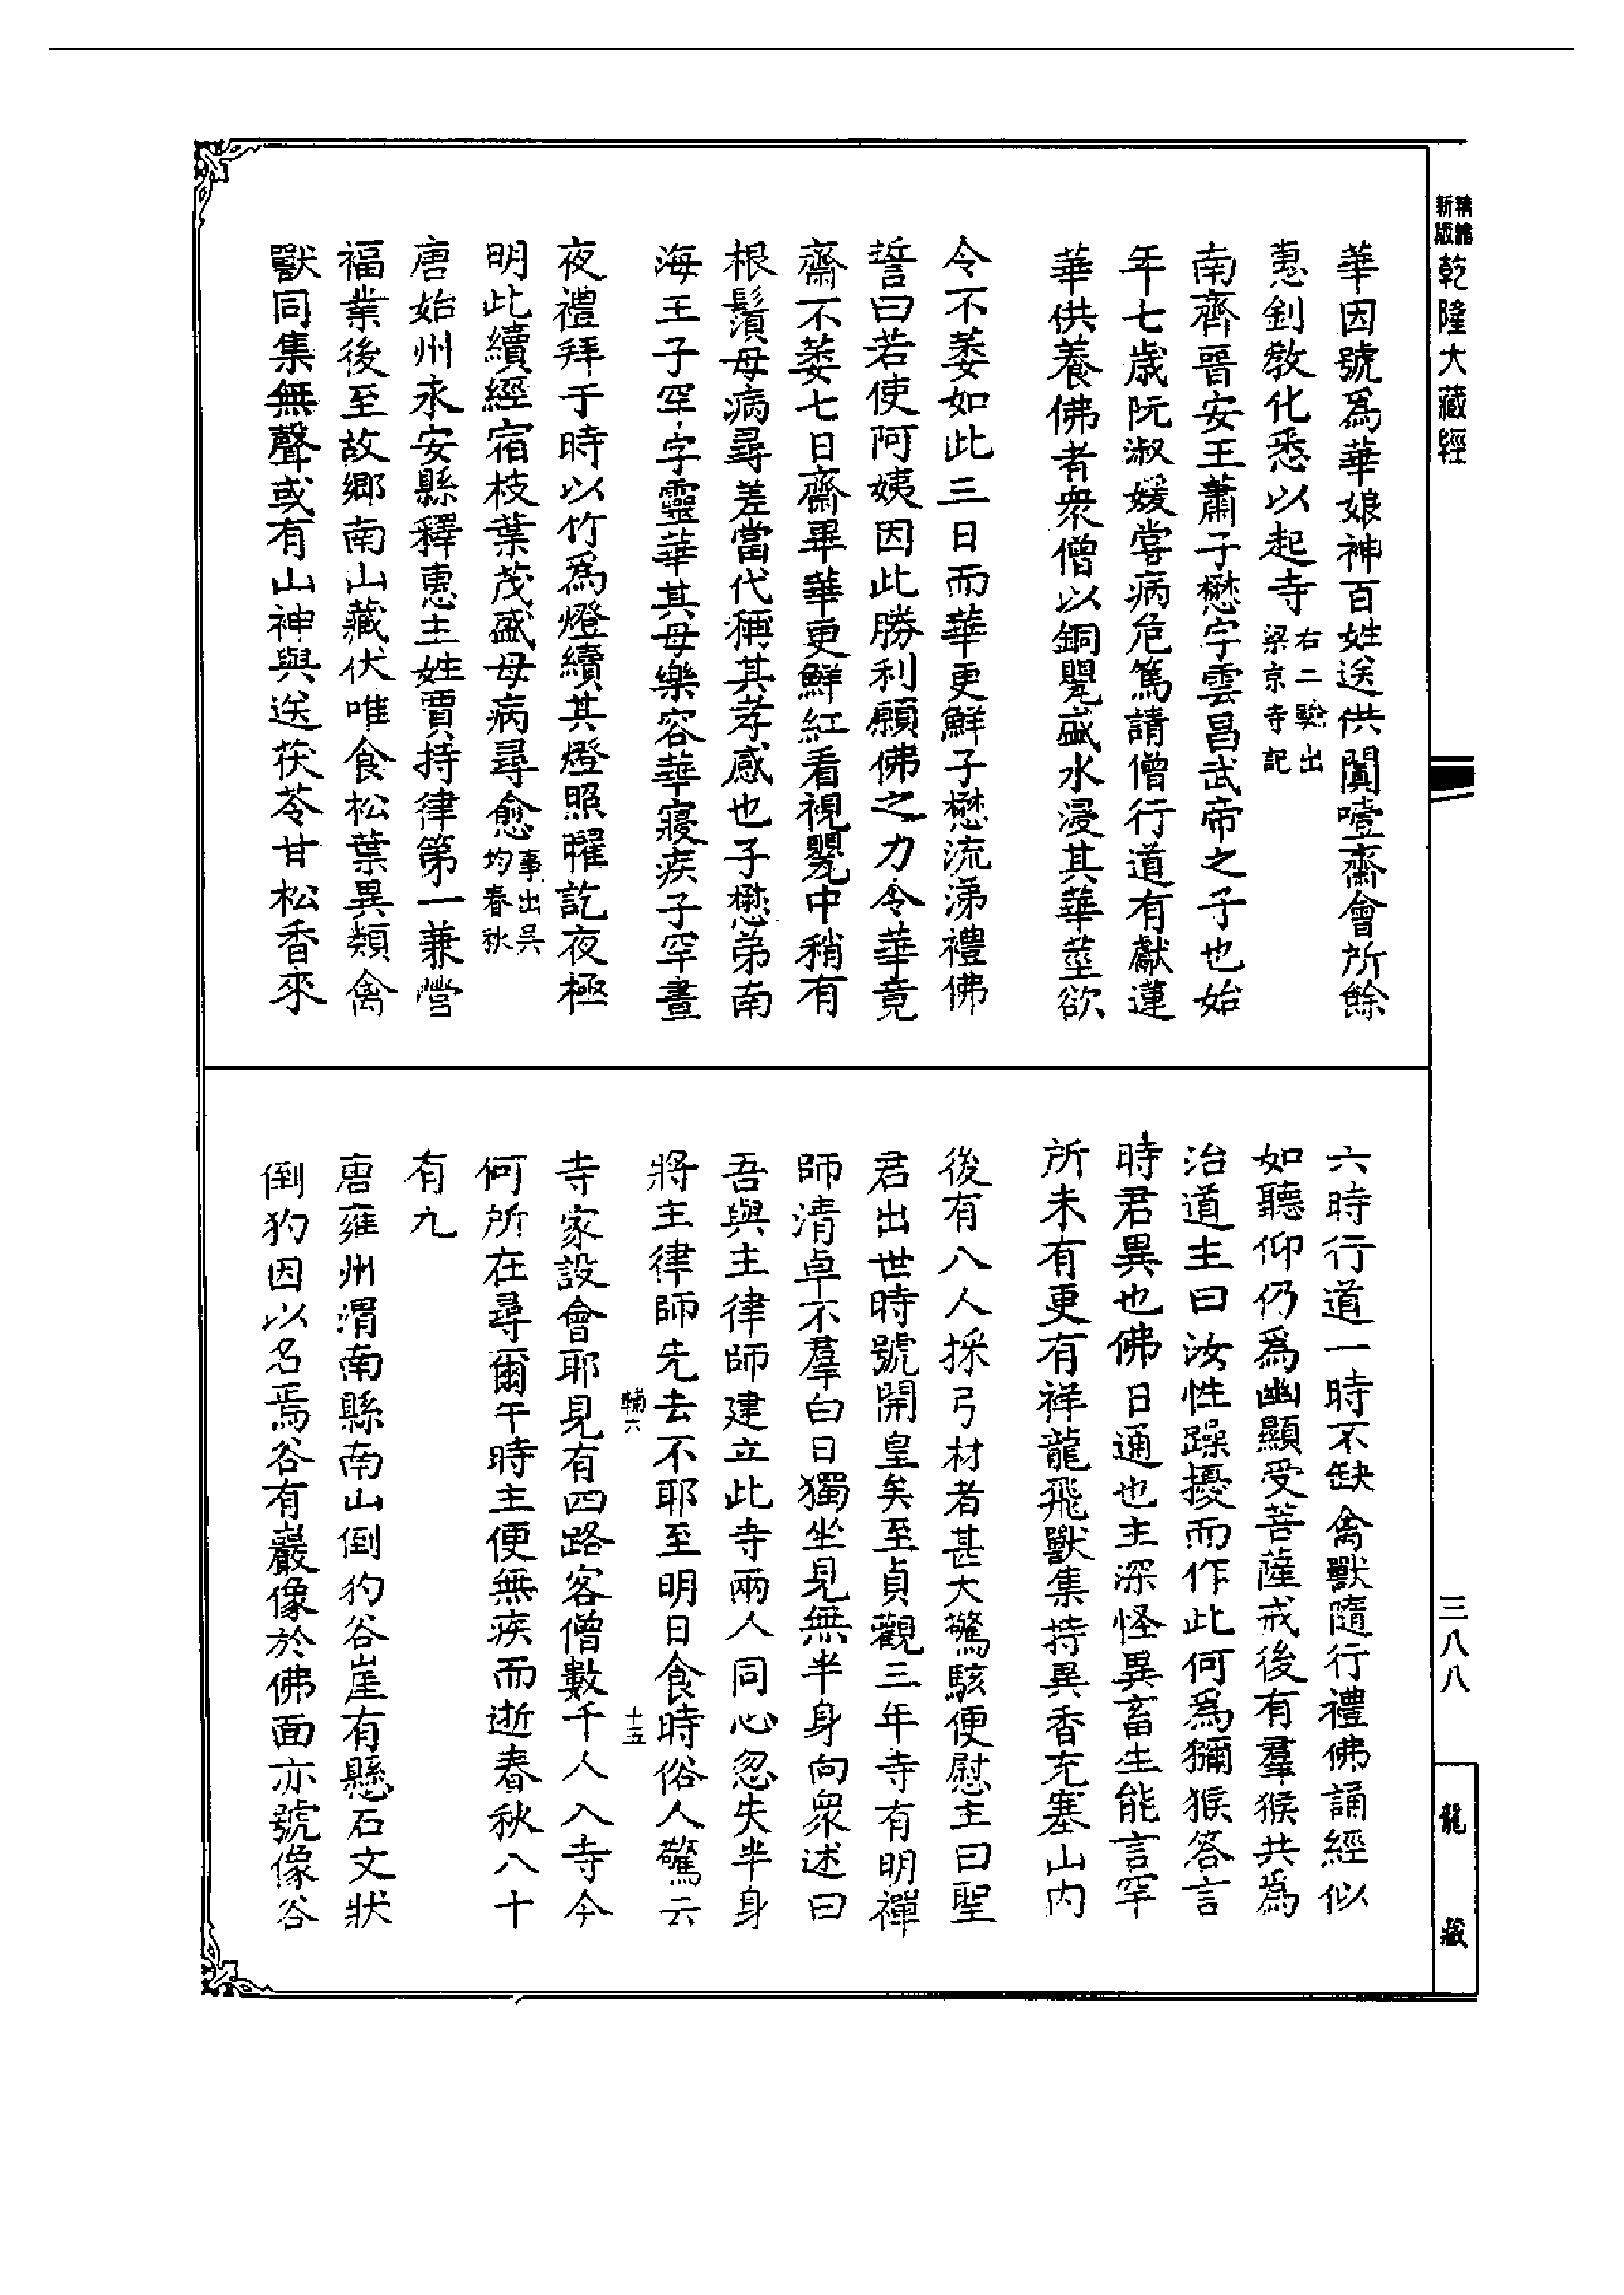 精緻新版
乾隆大藏經
華因號爲華娘神百姓送供闐噎齋會所餘
惠釗教化悉以起寺右二驗出梁京寺記
南齊晉安王蕭子懋字雲昌武帝之子也始
年七歲阮淑媛嘗病危篤請僧行道有獻蓮
華供養佛者衆僧以銅甖盛水浸其華莖欲
令不萎如此三日而華更鮮子懋流涕禮佛
誓曰若使阿姨因此勝利願佛之力令華竟
齋不萎七日齋畢華更鮮紅看視甖中稍有
根鬚母病尋差當代稱其孝感也子懋弟南
海王子罕字靈華其母樂容華寢疾子罕晝
夜禮拜于時以竹爲燈纘其燈照曜訖夜極
明此纘經宿枝葉茂盛母病尋愈事出吳均春秋
唐始州永安縣釋惠主姓賈持律第一兼營
福業後至故鄉南山藏伏唯食松葉異類禽
獸同集無聲或有山神與送茯苓甘松香來
六時行道一時不缺禽獸隨行禮佛誦經似
如聽仰仍爲幽顯受菩薩戒後有羣猴共爲
治道主曰汝性躁擾而作此何爲獼猴答言
時君異也佛日通也主深怪異畜生能言罕
所未有更有祥龍飛獸集持異香充塞山内
後有八人採弓材者甚大驚駭便慰主曰聖
君出世時號開皇矣至貞觀三年寺有明禪
師清卓不羣白日獨坐見無半身向衆述曰
吾與主律師建立此寺兩人同心忽失半身
將主律師先去不耶至明日食時俗人驚云
輔六
十五
寺家設會耶見有四路客僧數千人入寺今
何所在尋爾午時主便無疾而逝春秋八十
有九
唐雍州渭南縣南山倒犳谷崖有懸石文狀
倒犳因以名焉谷有巖像於佛面亦號像谷
三八八
龍藏